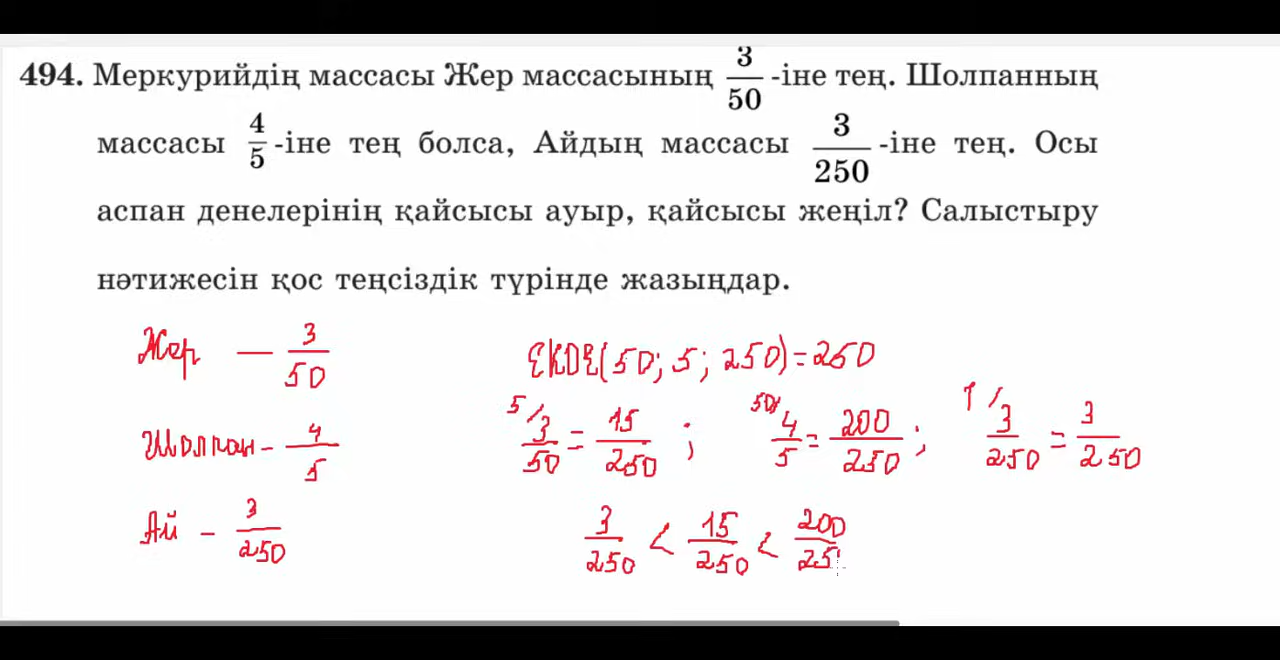 494. Меркурийдің массасы Жер массасының 3/50 -іне тең. Шолпанның
массасы 4/5 -іне тең болса, Айдың массасы 3/250 -іне тең. Осы
аспан денелерінің қайсысы ауыр, қайсысы жеңіл? Салыстыру
нәтижесін қос теңсіздік түрінде жазыңдар.
Жер — 3/50
Шолпан - 4/5
Ай - 3/250
ЕКОЕ(50; 5; 250) = 250
5/ 3/50 = 15/250 ; 50/ 4/5 = 200/250 ; 1/ 3/250 = 3/250
3/250 < 15/250 < 200/25